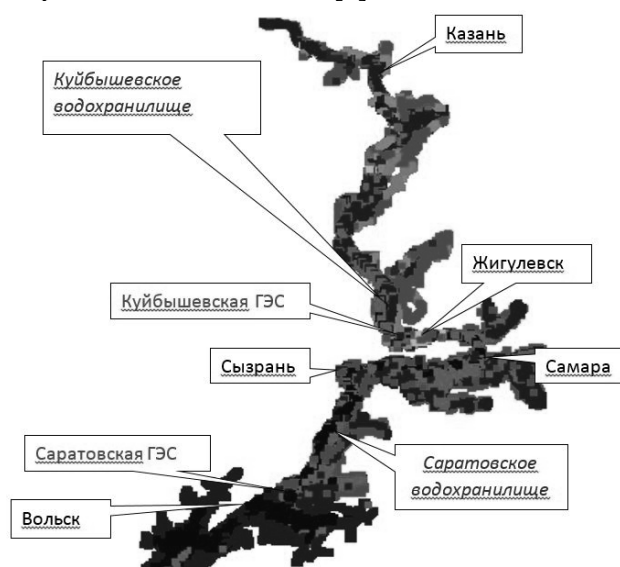 Казань
Куйбышевское
водохранилище
Жигулевск
Куйбышевская ГЭС
Сызрань
Самара
Саратовская ГЭС
Саратовское
водохранилище
Вольск